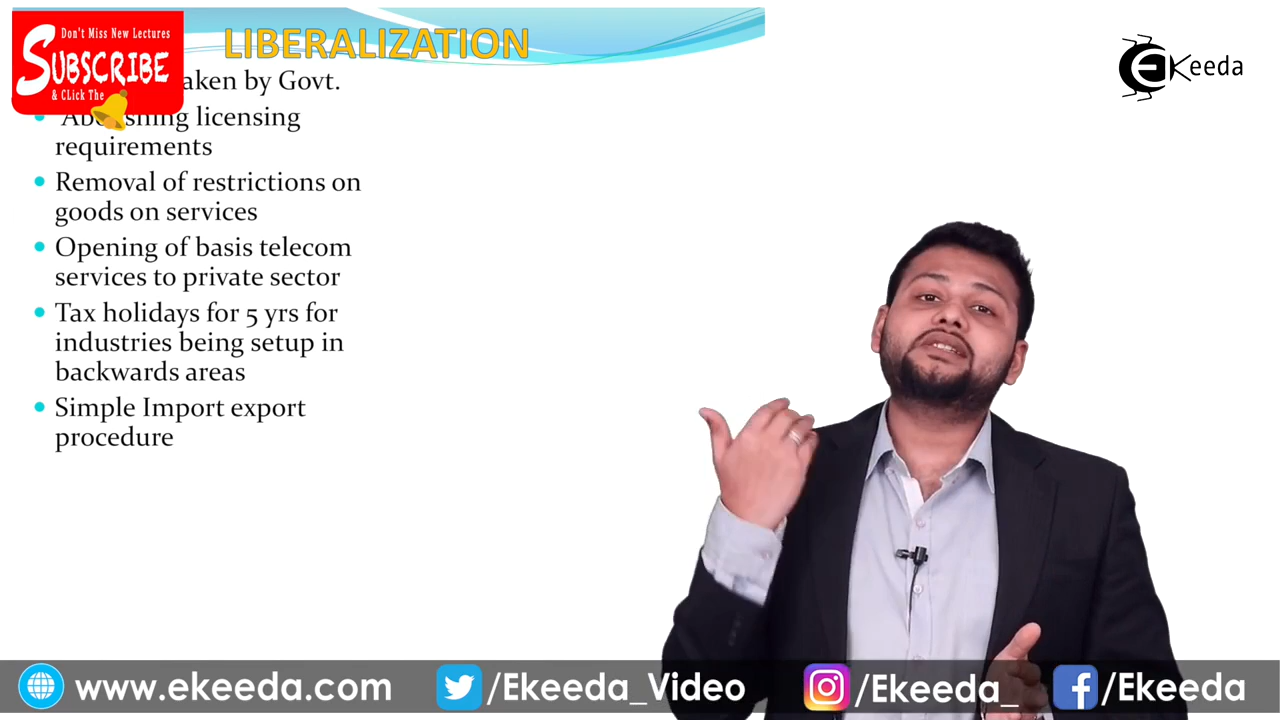 Don't Miss New Lectures
SUBSCRIBE
& CLick The
LIBERALIZATION
aken by Govt.
licensing
requirements
Removal of restrictions on
goods on services
Opening of basis telecom
services to private sector
Tax holidays for 5 yrs for
industries being setup in
backwards areas
Simple Import export
procedure
EKeeda
www.ekeeda.com
/Ekeeda_Video
/Ekeeda_
/Ekeeda